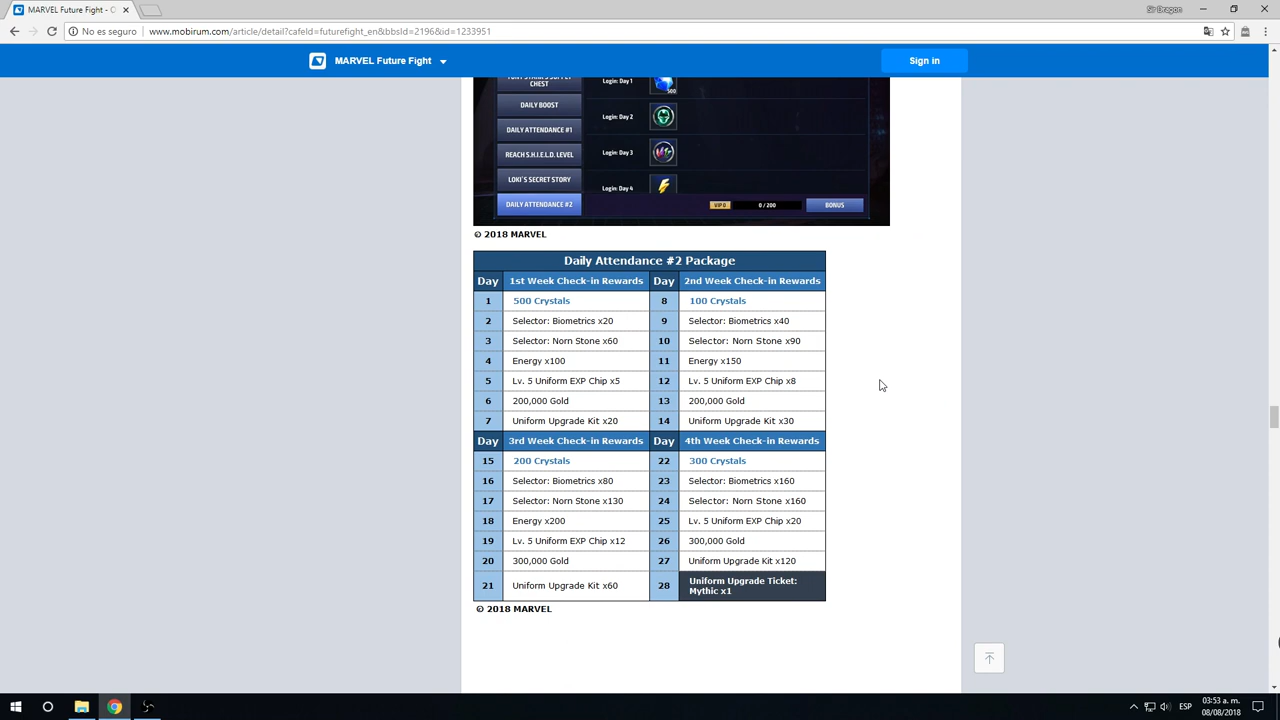 MARVEL Future Fight - O
Sir Dragon
No es seguro
www.mobirum.com/article/detail?cafeId=futurefight_en&bbsId=2196&id=1233951
MARVEL Future Fight
Sign in
TONY STARK'S SUPPLY
CHEST
DAILY BOOST
DAILY ATTENDANCE #1
REACH S.H.I.E.L.D. LEVEL
LOKI'S SECRET STORY
DAILY ATTENDANCE #2
Login: Day 1
500
Login: Day 2
Login: Day 3
Login: Day 4
VIP 0
0 / 200
BONUS
© 2018 MARVEL
Daily Attendance #2 Package
Day 1st Week Check-in Rewards Day 2nd Week Check-in Rewards
1 500 Crystals 8 100 Crystals
2 Selector: Biometrics x20 9 Selector: Biometrics x40
3 Selector: Norn Stone x60 10 Selector: Norn Stone x90
4 Energy x100 11 Energy x150
5 Lv. 5 Uniform EXP Chip x5 12 Lv. 5 Uniform EXP Chip x8
6 200,000 Gold 13 200,000 Gold
7 Uniform Upgrade Kit x20 14 Uniform Upgrade Kit x30
Day 3rd Week Check-in Rewards Day 4th Week Check-in Rewards
15 200 Crystals 22 300 Crystals
16 Selector: Biometrics x80 23 Selector: Biometrics x160
17 Selector: Norn Stone x130 24 Selector: Norn Stone x160
18 Energy x200 25 Lv. 5 Uniform EXP Chip x20
19 Lv. 5 Uniform EXP Chip x12 26 300,000 Gold
20 300,000 Gold 27 Uniform Upgrade Kit x120
21 Uniform Upgrade Kit x60 28 Uniform Upgrade Ticket:
Mythic x1
© 2018 MARVEL
ESP
03:53 a. m.
08/08/2018